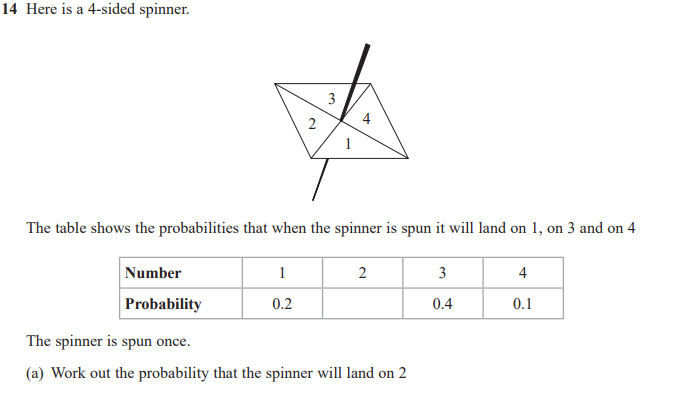 14 Here is a 4-sided spinner.
3
2
4
1
The table shows the probabilities that when the spinner is spun it will land on 1, on 3 and on 4
Number 1 2 3 4
Probability 0.2 0.4 0.1
The spinner is spun once.
(a) Work out the probability that the spinner will land on 2